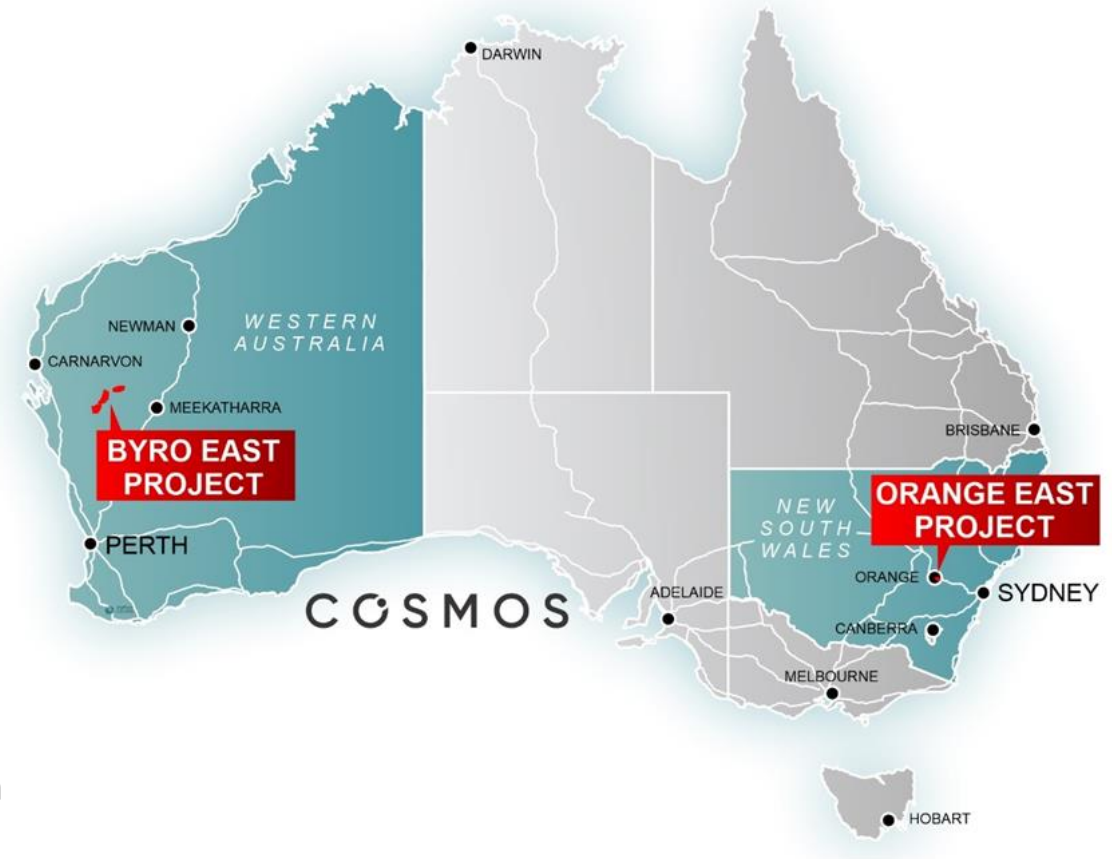 DARWIN
NEWMAN
WESTERN
AUSTRALIA
CARNARVON
MEEKATHARRA
BYRO EAST
PROJECT
BRISBANE
ORANGE EAST
PROJECT
NEW
SOUTH
WALES
PERTH
ORANGE
SYDNEY
ADELAIDE
COSMOS
CANBERRA
MELBOURNE
HOBART